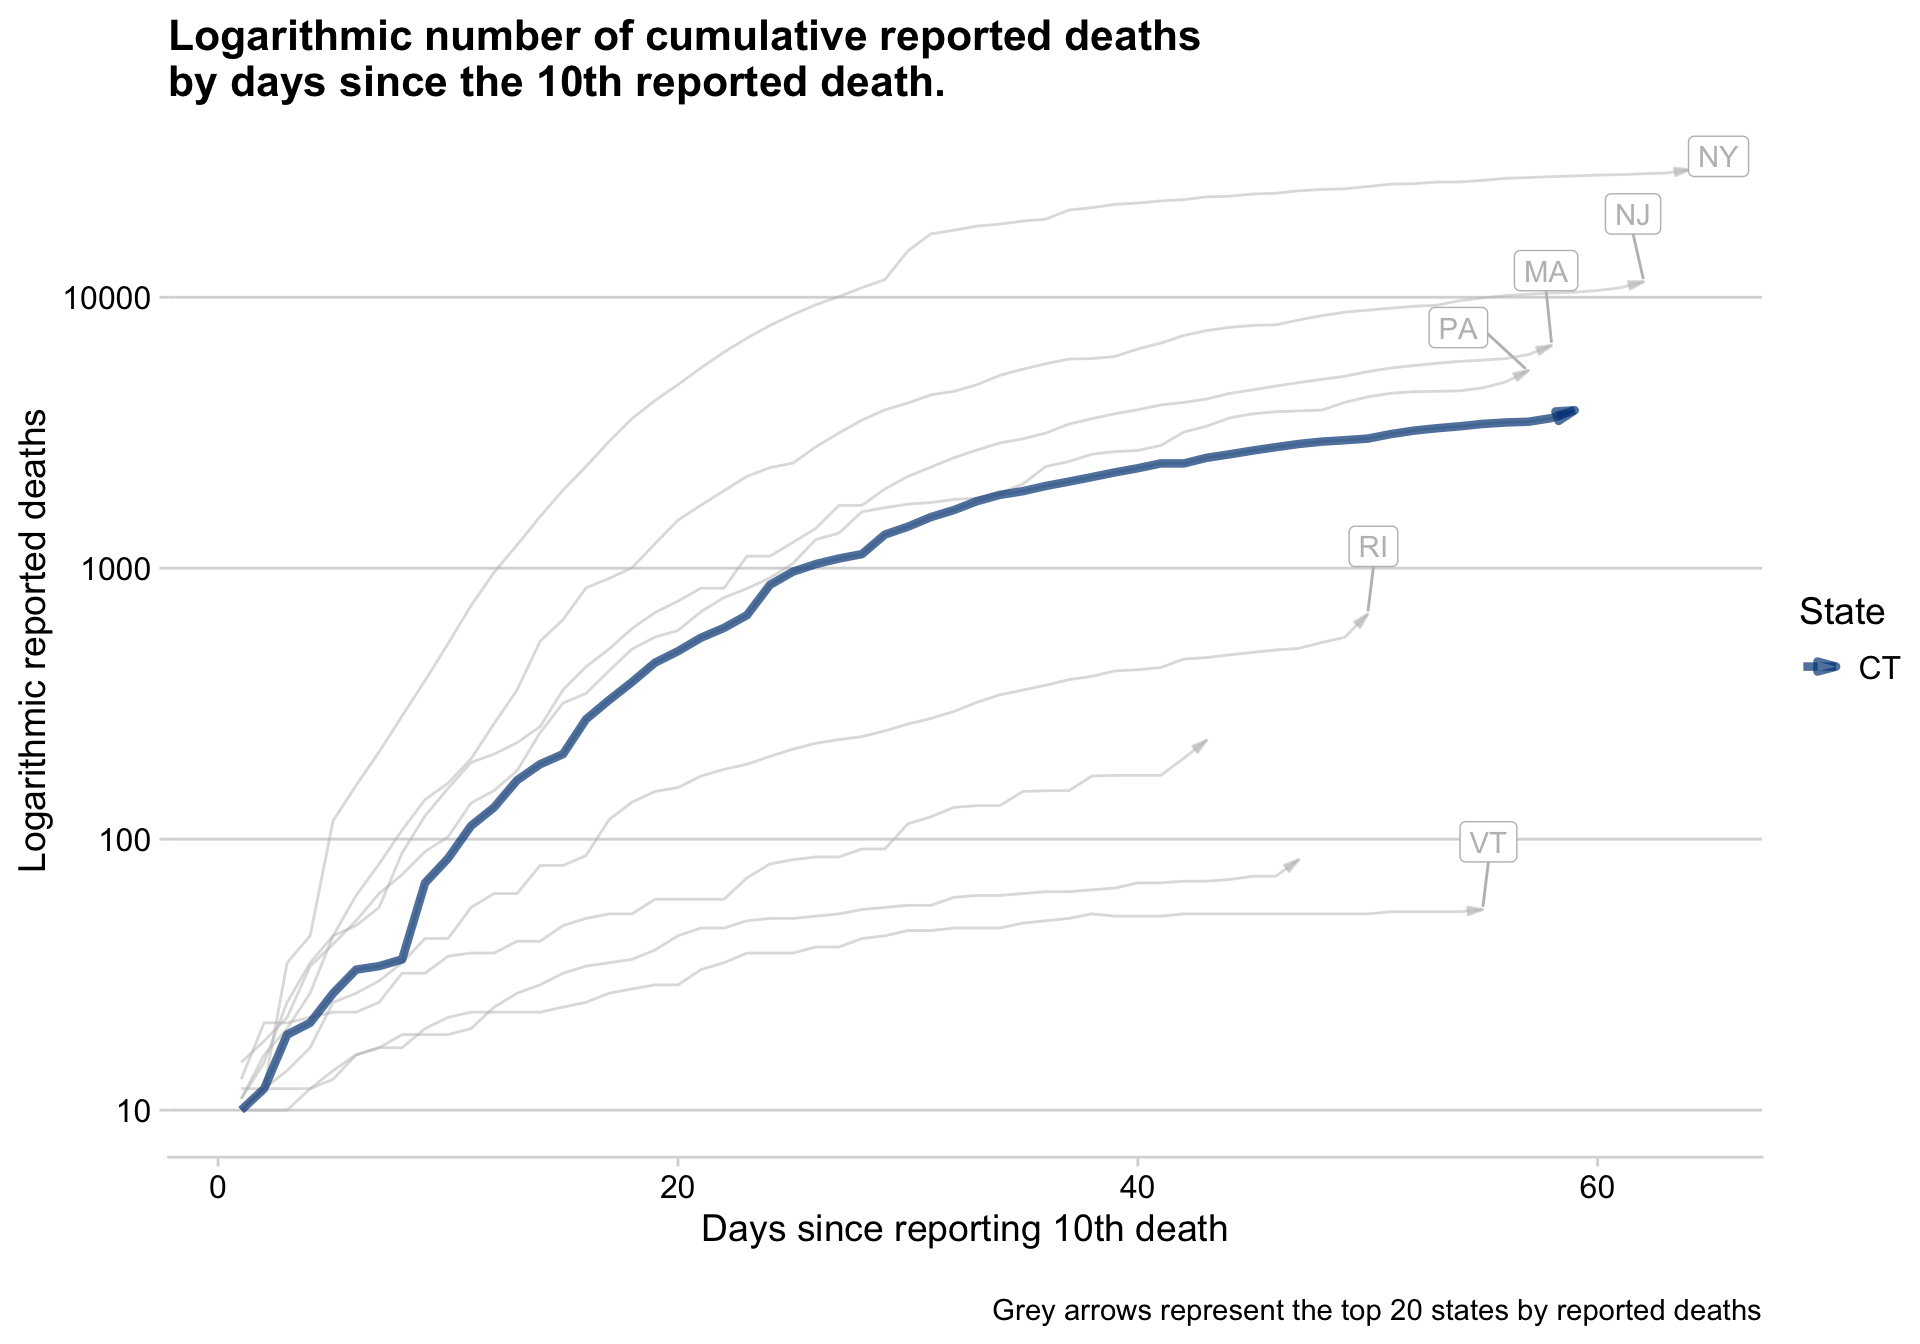 Logarithmic number of cumulative reported deaths
by days since the 10th reported death.
NY
NJ
MA
PA
RI
VT
10000
1000
100
10
Logarithmic reported deaths
0 20 40 60
Days since reporting 10th death
State
CT
Grey arrows represent the top 20 states by reported deaths